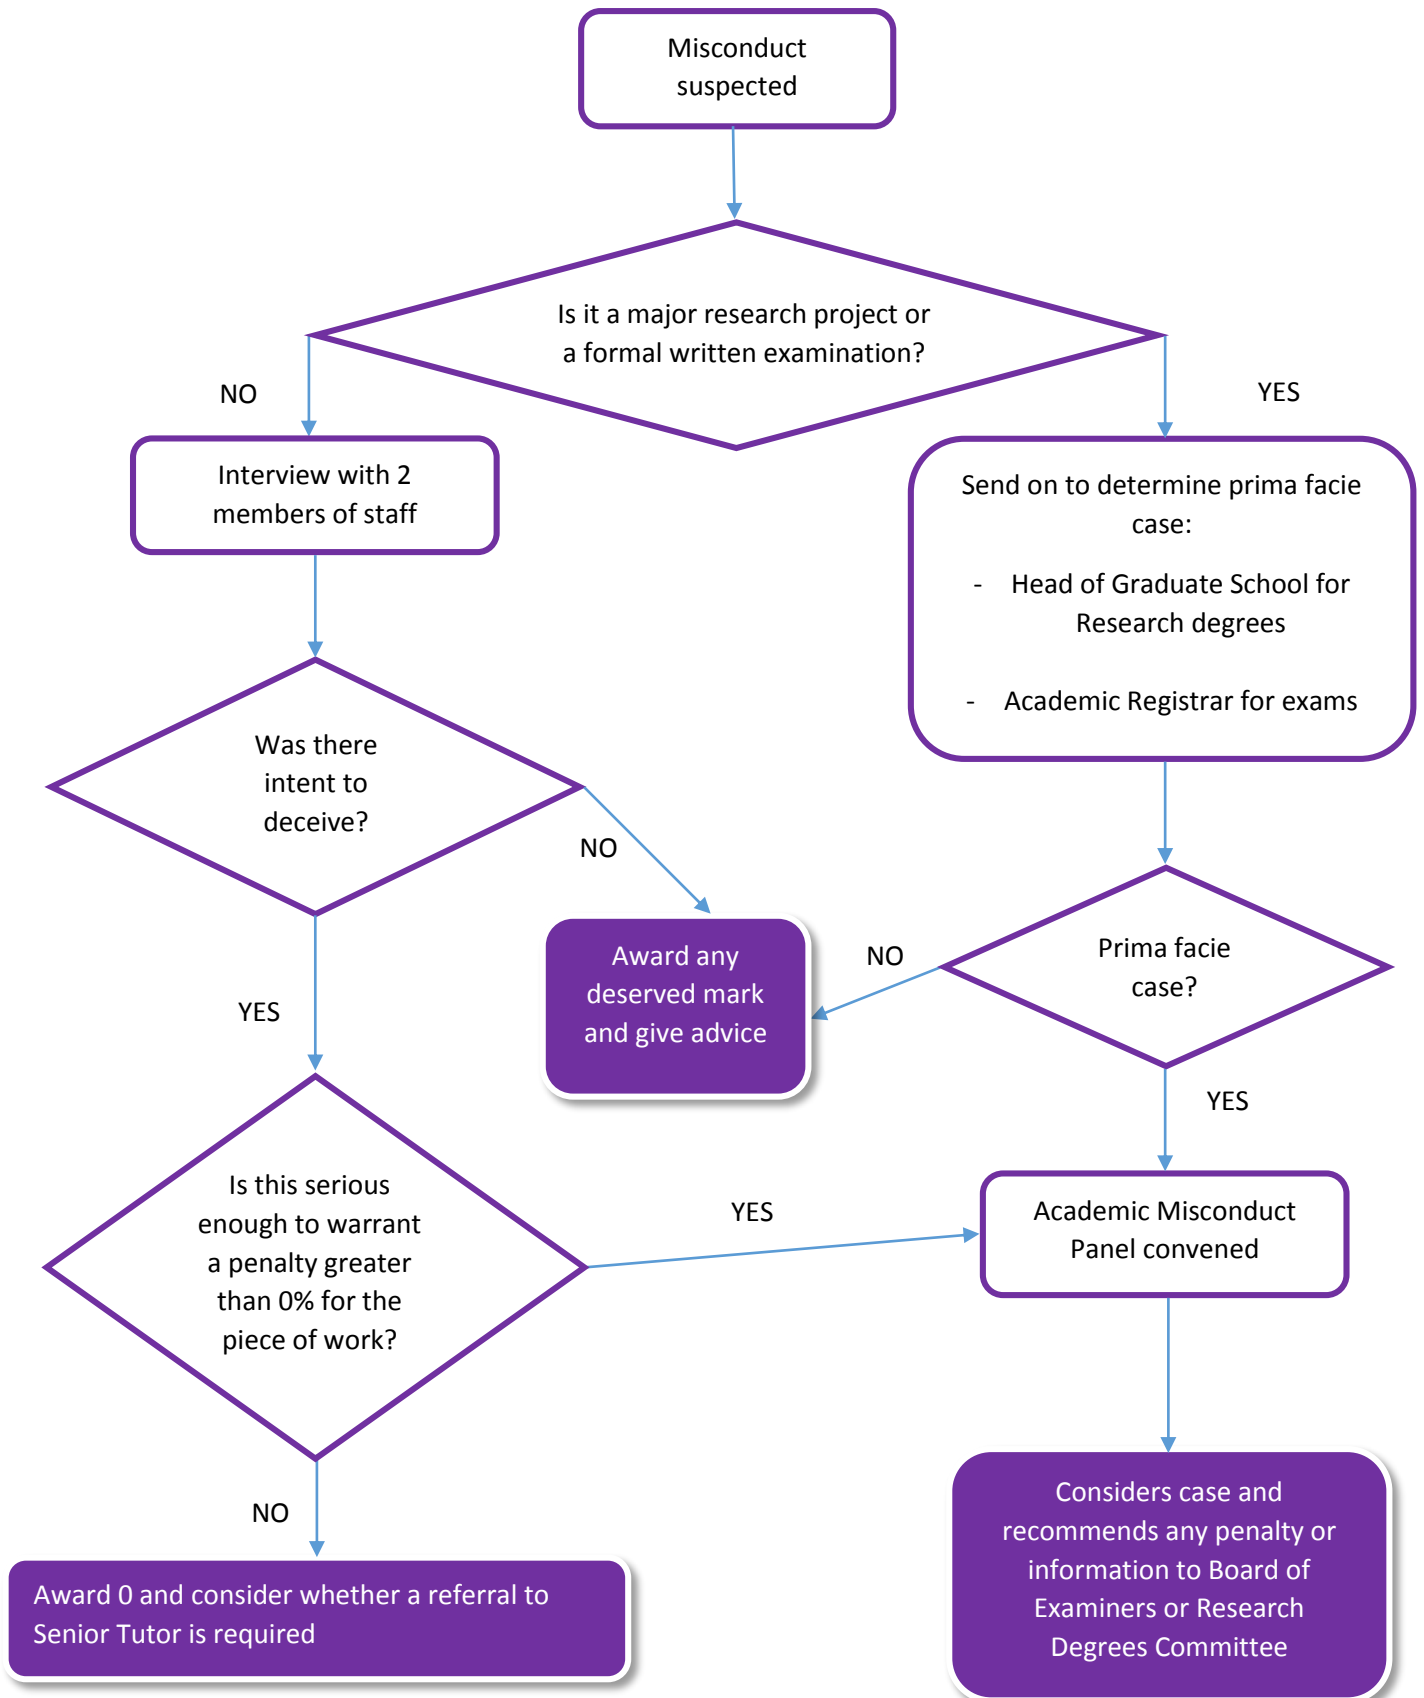 Misconduct
suspected
Is it a major research project or
a formal written examination?
NO
YES
Interview with 2
members of staff
Send on to determine prima facie
case:
- Head of Graduate School for
Research degrees
- Academic Registrar for exams
Was there
intent to
deceive?
NO
Award any
deserved mark
and give advice
NO
Prima facie
case?
YES
YES
Is this serious
enough to warrant
a penalty greater
than 0% for the
piece of work?
YES
Academic Misconduct
Panel convened
NO
Award 0 and consider whether a referral to
Senior Tutor is required
Considers case and
recommends any penalty or
information to Board of
Examiners or Research
Degrees Committee